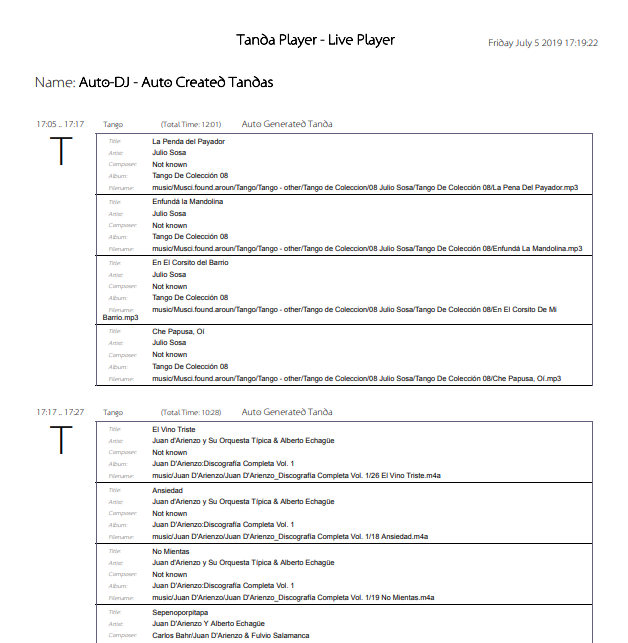 Tanda Player - Live Player
Friday July 5 2019 17:19:22
Name: Auto-DJ - Auto Created Tandas
17:05 .. 17:17 Tango (Total Time: 12:01) Auto Generated Tanda
T
Title: La Penda del Payador
Artist: Julio Sosa
Composer: Not known
Album: Tango De Colección 08
Filename: music/Musci.found.aroun/Tango/Tango - other/Tango de Coleccion/08 Julio Sosa/Tango De Colección 08/La Pena Del Payador.mp3
Title: Enfundá la Mandolina
Artist: Julio Sosa
Composer: Not known
Album: Tango De Colección 08
Filename: music/Musci.found.aroun/Tango/Tango - other/Tango de Coleccion/08 Julio Sosa/Tango De Colección 08/Enfundá La Mandolina.mp3
Title: En El Corsito del Barrio
Artist: Julio Sosa
Composer: Not known
Album: Tango De Colección 08
Filename: music/Musci.found.aroun/Tango/Tango - other/Tango de Coleccion/08 Julio Sosa/Tango De Colección 08/En El Corsito De Mi
Barrio.mp3
Title: Che Papusa, Oí
Artist: Julio Sosa
Composer: Not known
Album: Tango De Colección 08
Filename: music/Musci.found.aroun/Tango/Tango - other/Tango de Coleccion/08 Julio Sosa/Tango De Colección 08/Che Papusa, Oí.mp3
17:17 .. 17:27 Tango (Total Time: 10:28) Auto Generated Tanda
T
Title: El Vino Triste
Artist: Juan d'Arienzo y Su Orquesta Típica & Alberto Echagüe
Composer: Not known
Album: Juan D'Arienzo:Discografía Completa Vol. 1
Filename: music/Juan D'Arienzo/Juan D'Arienzo_Discografía Completa Vol. 1/26 El Vino Triste.m4a
Title: Ansiedad
Artist: Juan d'Arienzo y Su Orquesta Típica & Alberto Echagüe
Composer: Not known
Album: Juan D'Arienzo:Discografía Completa Vol. 1
Filename: music/Juan D'Arienzo/Juan D'Arienzo_Discografía Completa Vol. 1/18 Ansiedad.m4a
Title: No Mientas
Artist: Juan d'Arienzo y Su Orquesta Típica & Alberto Echagüe
Composer: Not known
Album: Juan D'Arienzo:Discografía Completa Vol. 1
Filename: music/Juan D'Arienzo/Juan D'Arienzo_Discografía Completa Vol. 1/19 No Mientas.m4a
Title: Sepenoporpitapa
Artist: Juan D'Arienzo Y Alberto Echagüe
Composer: Carlos Bahr/Juan D'Arienzo & Fulvio Salamanca